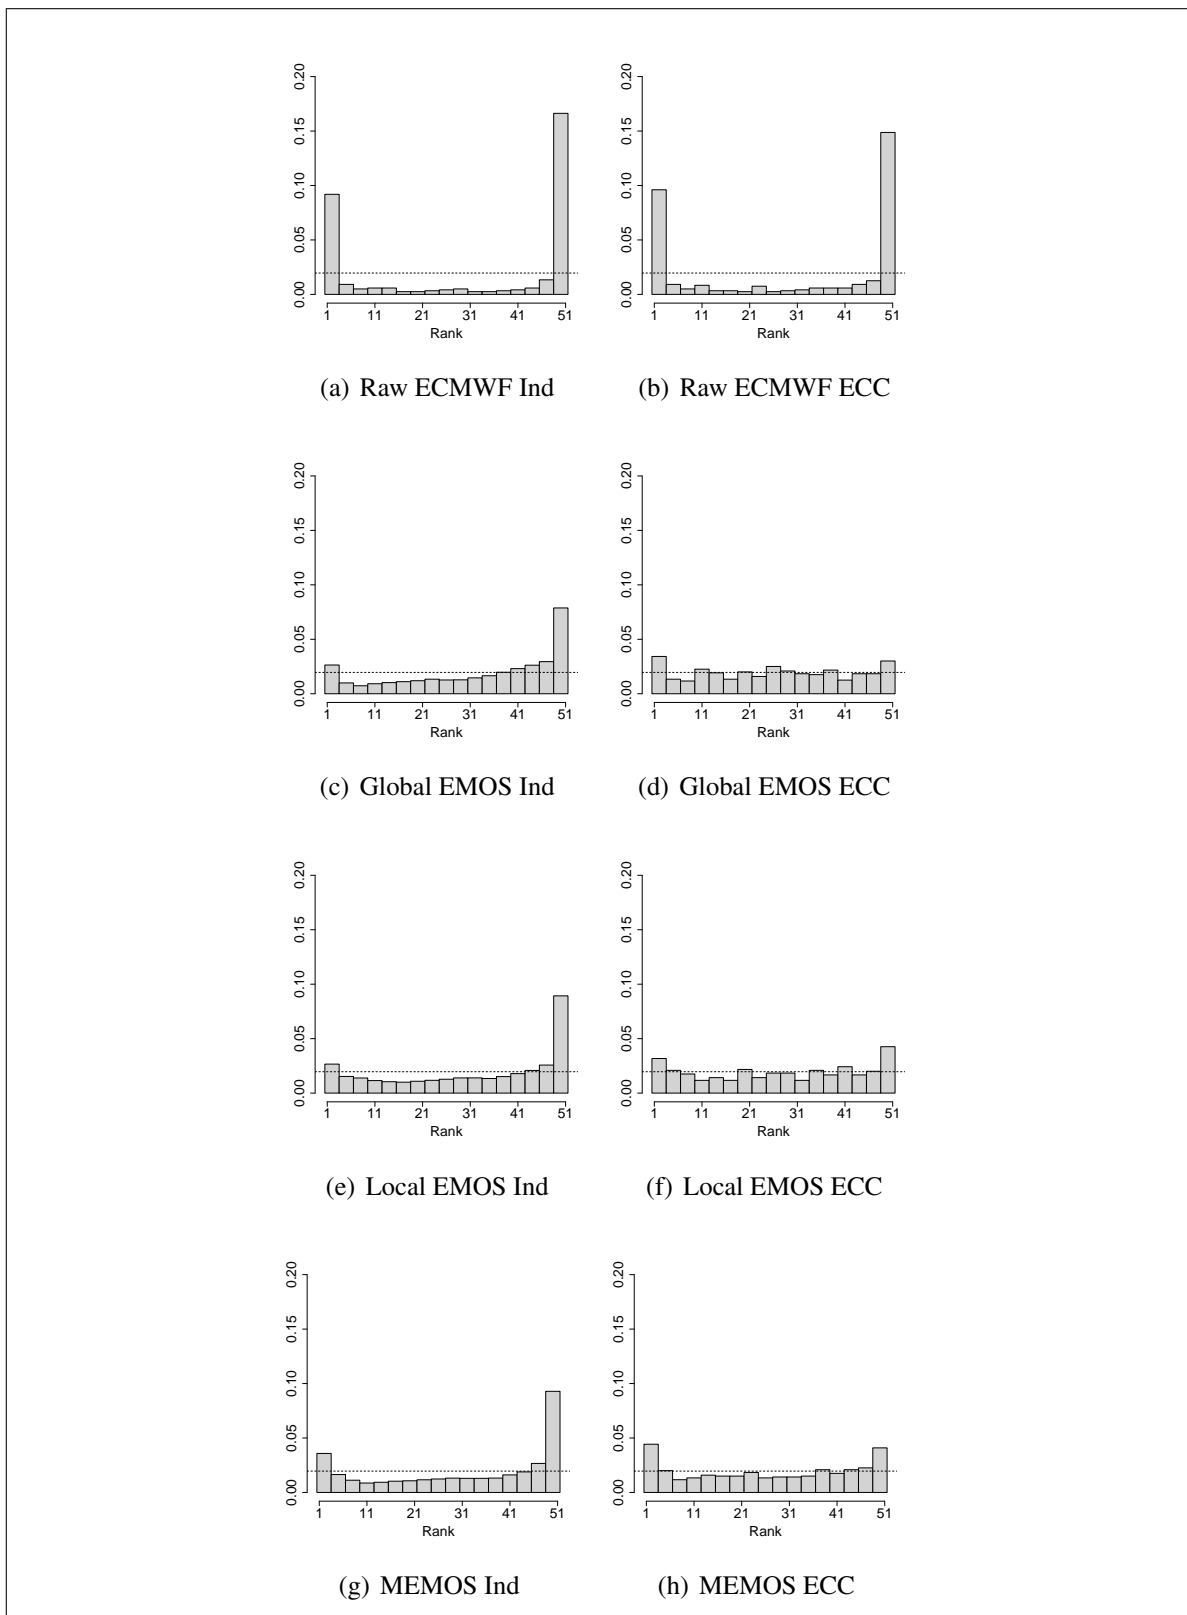 0.00 0.05 0.10 0.15 0.20
1 11 21 31 41 51
Rank
(a) Raw ECMWF Ind
0.00 0.05 0.10 0.15 0.20
1 11 21 31 41 51
Rank
(b) Raw ECMWF ECC
0.00 0.05 0.10 0.15 0.20
1 11 21 31 41 51
Rank
(c) Global EMOS Ind
0.00 0.05 0.10 0.15 0.20
1 11 21 31 41 51
Rank
(d) Global EMOS ECC
0.00 0.05 0.10 0.15 0.20
1 11 21 31 41 51
Rank
(e) Local EMOS Ind
0.00 0.05 0.10 0.15 0.20
1 11 21 31 41 51
Rank
(f) Local EMOS ECC
0.00 0.05 0.10 0.15 0.20
1 11 21 31 41 51
Rank
(g) MEMOS Ind
0.00 0.05 0.10 0.15 0.20
1 11 21 31 41 51
Rank
(h) MEMOS ECC